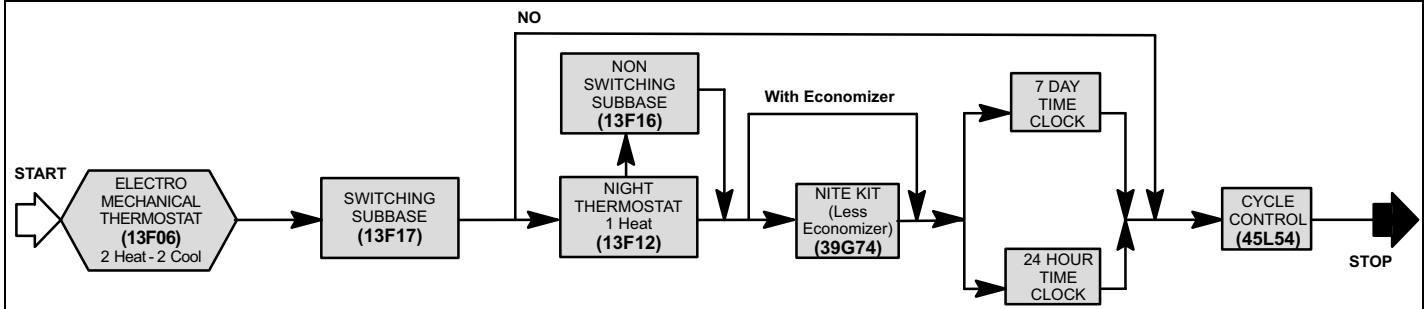 NO
START
ELECTRO
MECHANICAL
THERMOSTAT
(13F06)
2 Heat - 2 Cool
SWITCHING
SUBBASE
(13F17)
NON
SWITCHING
SUBBASE
(13F16)
NIGHT
THERMOSTAT
1 Heat
(13F12)
With Economizer
NITE KIT
(Less
Economizer)
(39G74)
7 DAY
TIME
CLOCK
24 HOUR
TIME
CLOCK
CYCLE
CONTROL
(45L54)
STOP